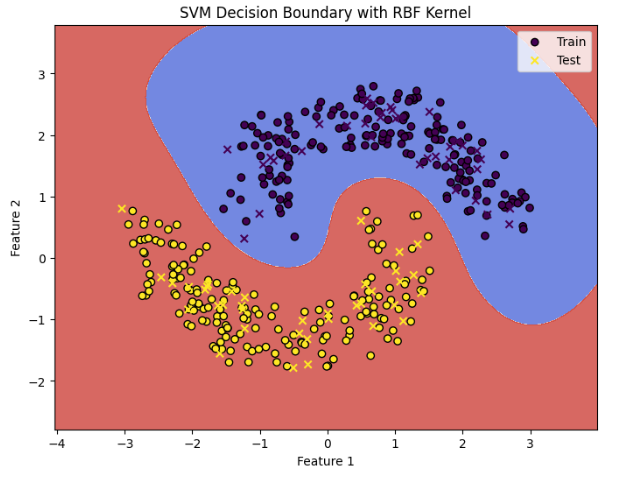 SVM Decision Boundary with RBF Kernel
Train
Test
Feature 2
3
2
1
0
−1
−2
−4 −3 −2 −1 0 1 2 3
Feature 1